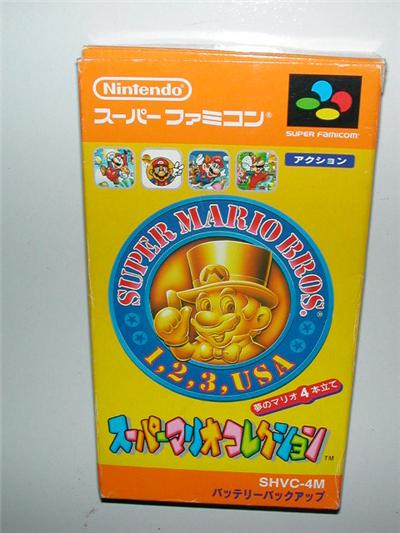 Nintendo
スーパーファミコン®
SUPER FAMICOM™
アクション
SUPER MARIO BROS.®
1, 2, 3, USA
夢のマリオ4本立て
スーパーマリオコレクション™
SHVC-4M
バッテリーバックアップ